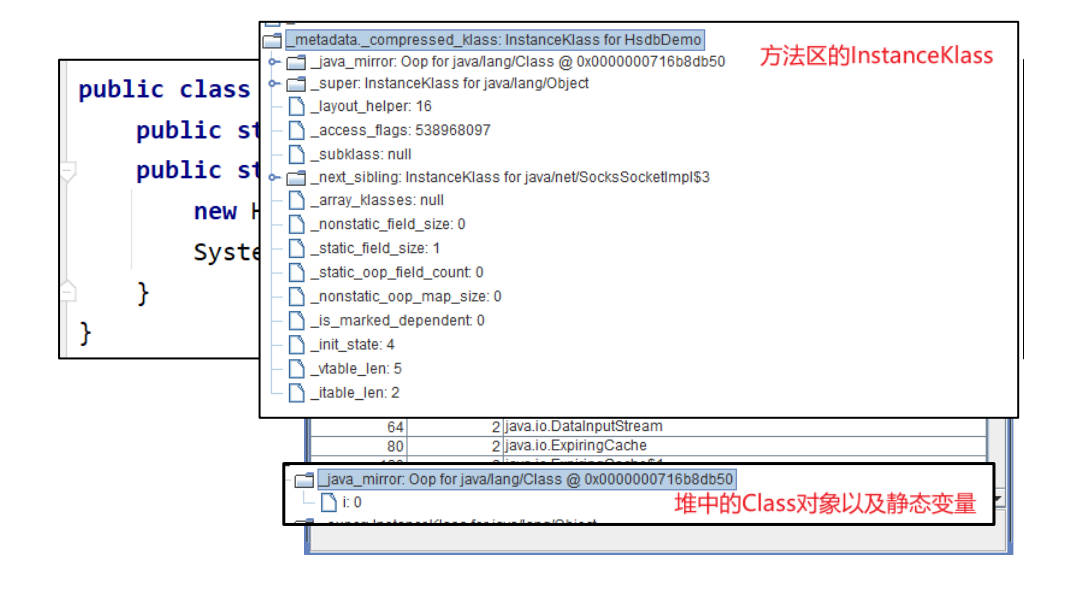 public class
public st
public st
new H
Syste
}
}
_metadata._compressed_klass: InstanceKlass for HsdbDemo
方法区的InstanceKlass
_java_mirror: Oop for java/lang/Class @ 0x0000000716b8db50
_super: InstanceKlass for java/lang/Object
_layout_helper: 16
_access_flags: 538968097
_subklass: null
_next_sibling: InstanceKlass for java/net/SocksSocketImpl$3
_array_klasses: null
_nonstatic_field_size: 0
_static_field_size: 1
_static_oop_field_count: 0
_nonstatic_oop_map_size: 0
_is_marked_dependent: 0
_init_state: 4
_vtable_len: 5
_itable_len: 2
64 2 java.io.DataInputStream
80 2 java.io.ExpiringCache
_java_mirror: Oop for java/lang/Class @ 0x0000000716b8db50
i: 0
堆中的Class对象以及静态变量